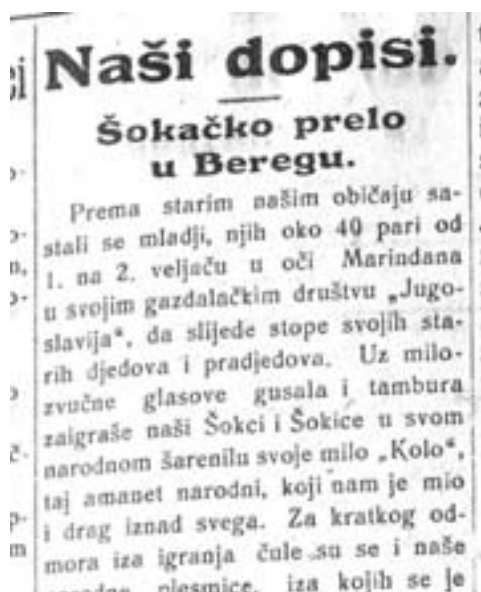 Naši dopisi.
Šokačko prelo
u Beregu.
Prema starim našim običaju sa-
stali se mladji, njih oko 40 pari od
1. na 2. veljaču u oči Marindana
u svojim gazdalačkim društvu „Jugo-
slavija“, da slijede stope svojih sta-
rih djedova i pradjedova. Uz milo-
zvučne glasove gusala i tambura
zaigraše naši Šokci i Šokice u svom
narodnom šarenilu svoje milo „Kolo“,
taj amanet narodni, koji nam je mio
i drag iznad svega. Za kratkog od-
mora iza igranja čule su se i naše
pjesmice, iza kojih se je